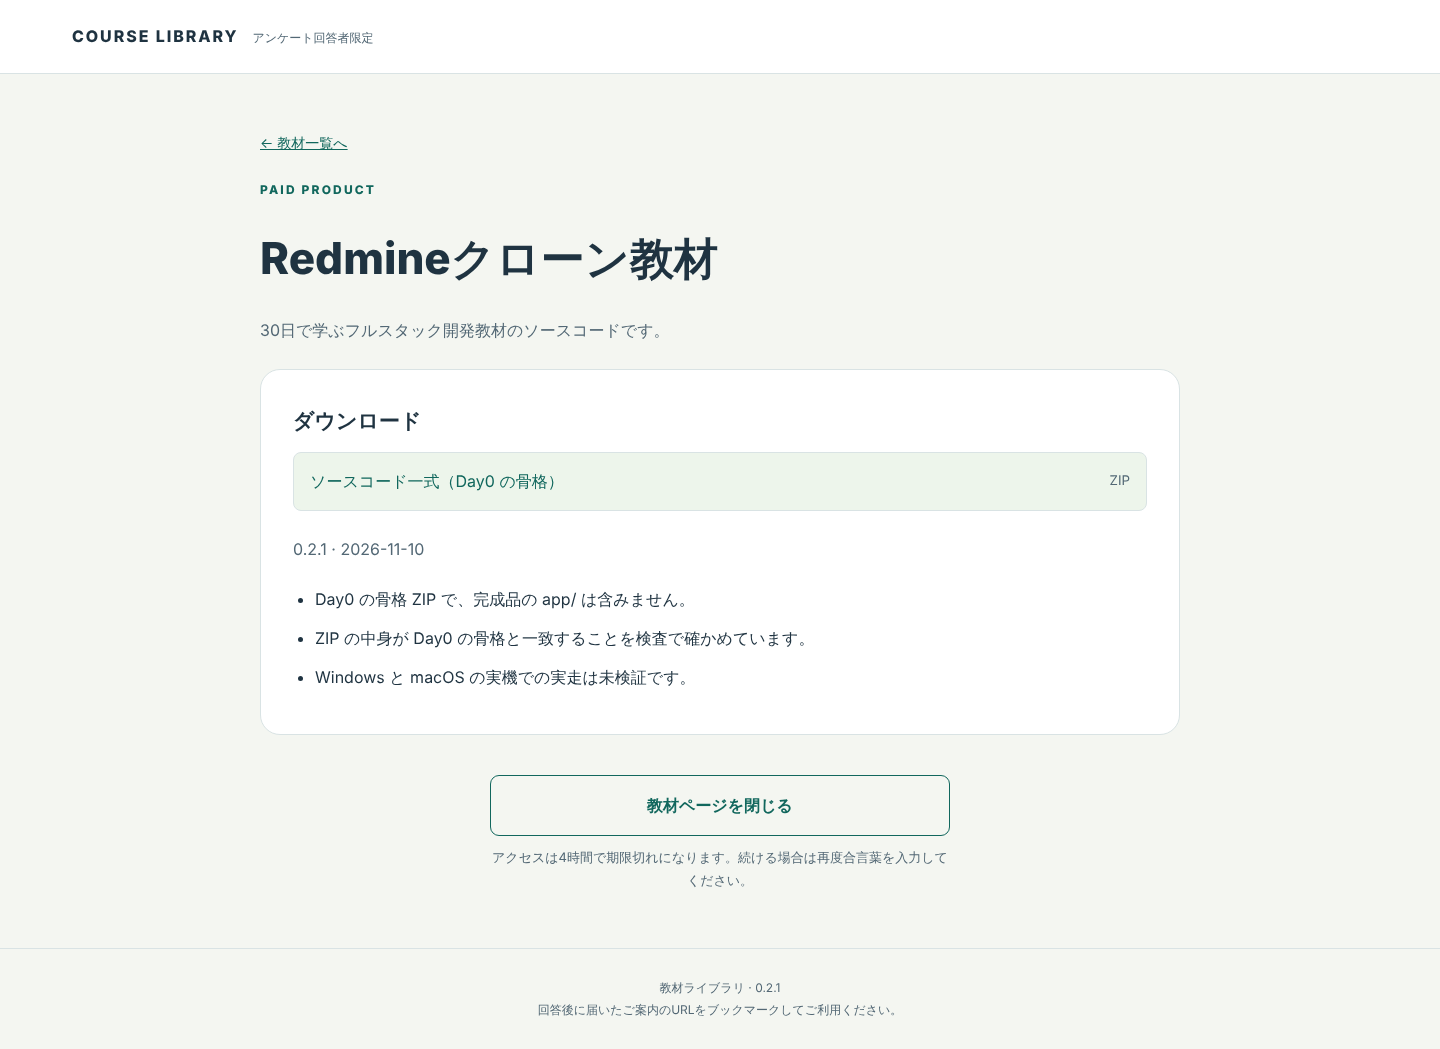 COURSE LIBRARY アンケート回答者限定
← 教材一覧へ
PAID PRODUCT
Redmineクローン教材
30日で学ぶフルスタック開発教材のソースコードです。
ダウンロード
ソースコード一式（Day0 の骨格） ZIP
0.2.1 · 2026-11-10
• Day0 の骨格 ZIP で、完成品の app/ は含みません。
• ZIP の中身が Day0 の骨格と一致することを検査で確かめています。
• Windows と macOS の実機での実走は未検証です。
教材ページを閉じる
アクセスは4時間で期限切れになります。続ける場合は再度合言葉を入力して
ください。
教材ライブラリ · 0.2.1
回答後に届いたご案内のURLをブックマークしてご利用ください。